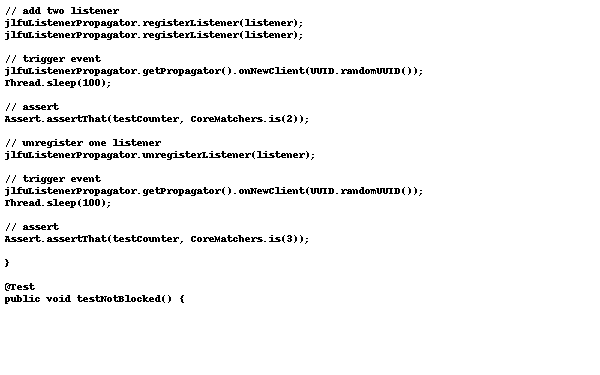 // add two listener
jlfuListenerPropagator.registerListener(listener);
jlfuListenerPropagator.registerListener(listener);
// trigger event
jlfuListenerPropagator.getPropagator().onNewClient(UUID.randomUUID());
Thread.sleep(100);
// assert
Assert.assertThat(testCounter, CoreMatchers.is(2));
// unregister one listener
jlfuListenerPropagator.unregisterListener(listener);
// trigger event
jlfuListenerPropagator.getPropagator().onNewClient(UUID.randomUUID());
Thread.sleep(100);
// assert
Assert.assertThat(testCounter, CoreMatchers.is(3));
}
@Test
public void testNotBlocked() {